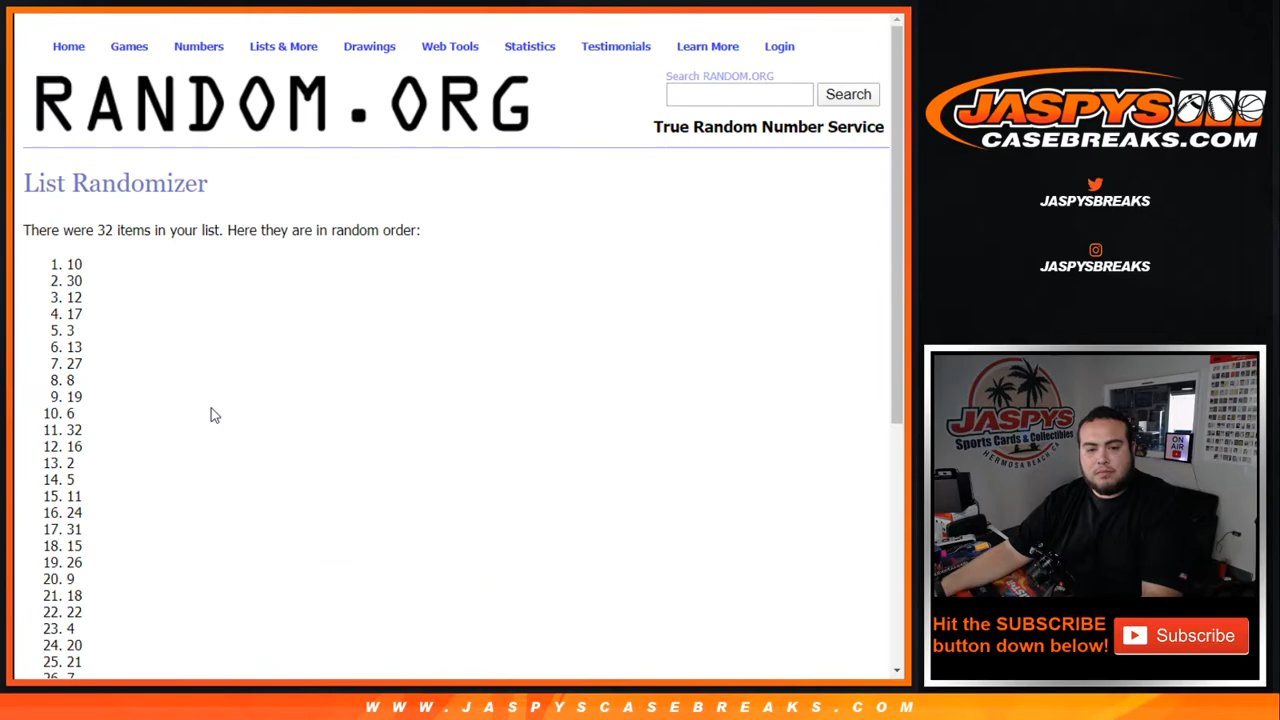 Home Games Numbers Lists & More Drawings Web Tools Statistics Testimonials Learn More Login
RANDOM.ORG
Search RANDOM.ORG
Search
True Random Number Service
List Randomizer
There were 32 items in your list. Here they are in random order:
1. 10
2. 30
3. 12
4. 17
5. 3
6. 13
7. 27
8. 8
9. 19
10. 6
11. 32
12. 16
13. 2
14. 5
15. 11
16. 24
17. 31
18. 15
19. 26
20. 9
21. 18
22. 22
23. 4
24. 20
25. 21
26. 7
JASPYS
CASEBREAKS.COM
JASPYSBREAKS
JASPYSBREAKS
JASPYS
Sports Cards & Collectibles
HERMOSA BEACH CA
ON
AIR
Hit the SUBSCRIBE
button down below!
Subscribe
WWW.JASPYSCASEBREAKS.COM